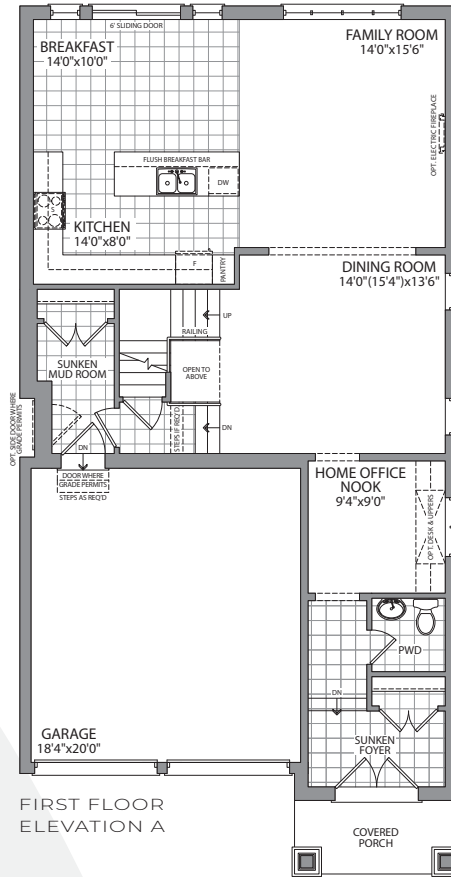 6' SLIDING DOOR
BREAKFAST
14'0"x10'0"
FAMILY ROOM
14'0"x15'6"
OPT. ELECTRIC FIREPLACE
FLUSH BREAKFAST BAR
DW
S
KITCHEN
14'0"x8'0"
F
PANTRY
DINING ROOM
14'0"(15'4")x13'6"
UP
RAILING
OPEN TO
ABOVE
SUNKEN
MUD ROOM
STEPS IF REQ'D
DN
OPT. SIDE DOOR WHERE
GRADE PERMITS
DN
DOOR WHERE
GRADE PERMITS
STEPS AS REQ'D
HOME OFFICE
NOOK
9'4"x9'0"
OPT. DESK & UPPERS
PWD
DN
SUNKEN
FOYER
GARAGE
18'4"x20'0"
COVERED
PORCH
FIRST FLOOR
ELEVATION A